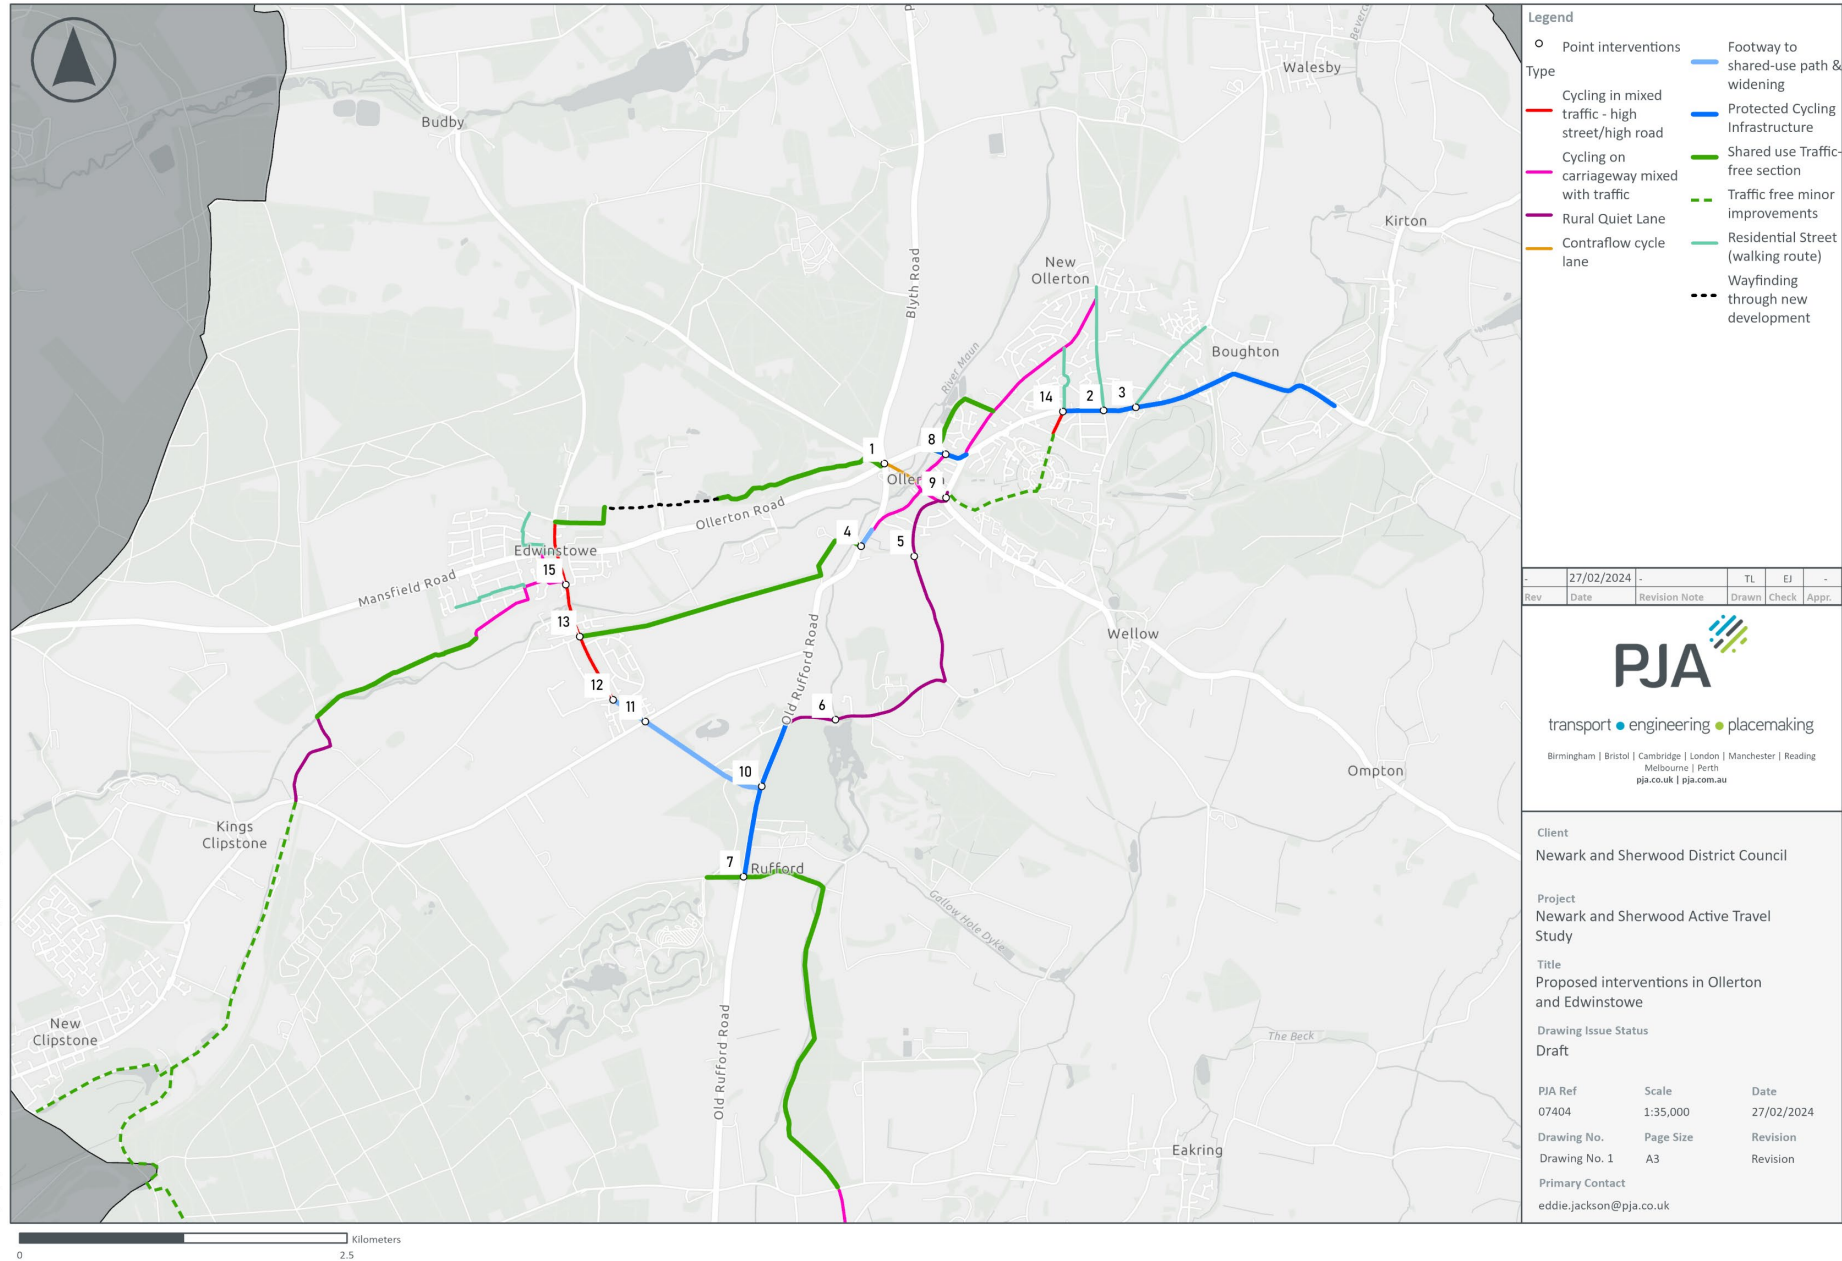 Budby
Walesby
Beverc
Kirton
Blyth Road
New
Ollerton
River Maun
Boughton
14
2
3
1
8
Oller
9
Ollerton Road
4
5
Edwinstowe
15
Mansfield Road
13
Wellow
12
11
Old Rufford Road
6
10
Ompton
Kings
Clipstone
7
Rufford
Gallow Hole Dyke
New
Clipstone
Old Rufford Road
The Beck
Eakring
0
2.5
Kilometers
Legend
Point interventions
Type
Cycling in mixed
traffic - high
street/high road
Cycling on
carriageway mixed
with traffic
Rural Quiet Lane
Contraflow cycle
lane
Footway to
shared-use path &
widening
Protected Cycling
Infrastructure
Shared use Traffic-
free section
Traffic free minor
improvements
Residential Street
(walking route)
Wayfinding
through new
development
- 27/02/2024 - TL EJ -
Rev Date Revision Note Drawn Check Appr.
PJA
transport ● engineering ● placemaking
Birmingham | Bristol | Cambridge | London | Manchester | Reading
Melbourne | Perth
pja.co.uk | pja.com.au
Client
Newark and Sherwood District Council
Project
Newark and Sherwood Active Travel
Study
Title
Proposed interventions in Ollerton
and Edwinstowe
Drawing Issue Status
Draft
PJA Ref Scale Date
07404 1:35,000 27/02/2024
Drawing No. Page Size Revision
Drawing No. 1 A3 Revision
Primary Contact
eddie.jackson@pja.co.uk